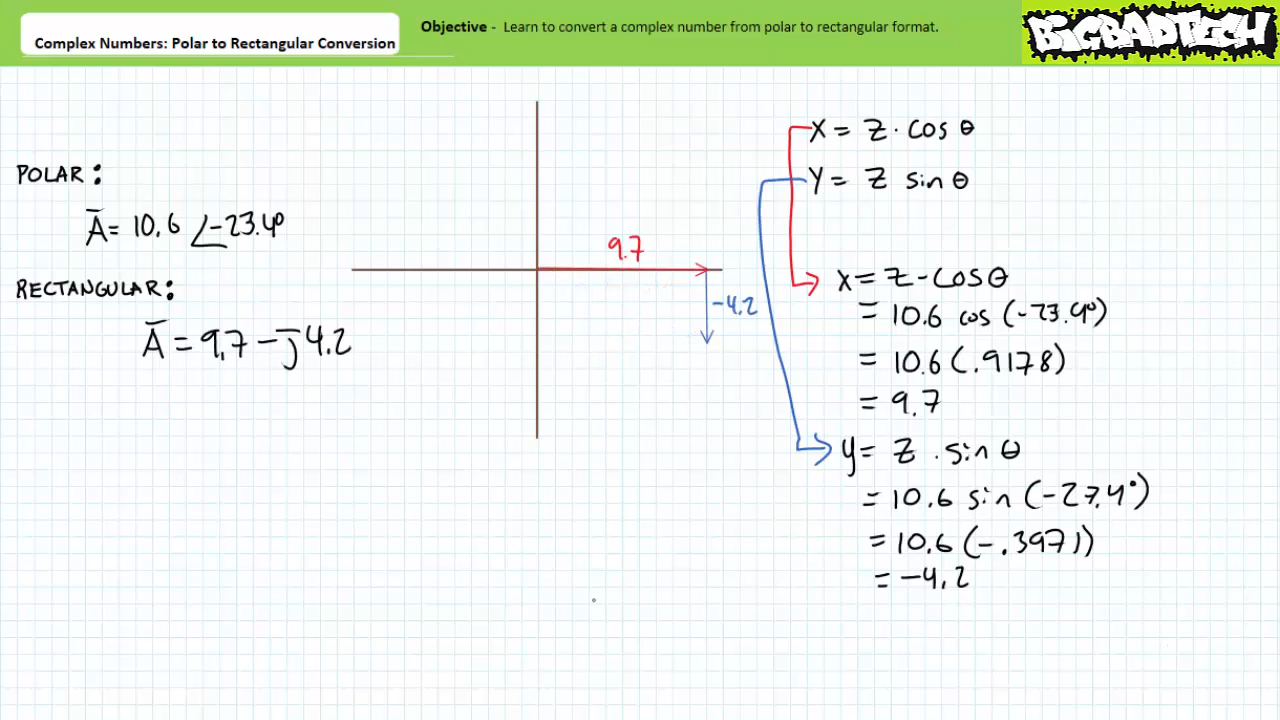 Complex Numbers: Polar to Rectangular Conversion
Objective - Learn to convert a complex number from polar to rectangular format.
BIGBADTECH
POLAR:
Ā= 10.6 ∠-23.4°
RECTANGULAR:
Ā = 9.7 - j4.2
9.7
-4.2
X = Z · cos θ
Y = Z sin θ
x = Z - cos θ
= 10.6 cos (-23.4°)
= 10.6 (.9178)
= 9.7
y = Z · sin θ
= 10.6 sin (-23.4°)
= 10.6 (-.3971)
= -4.2